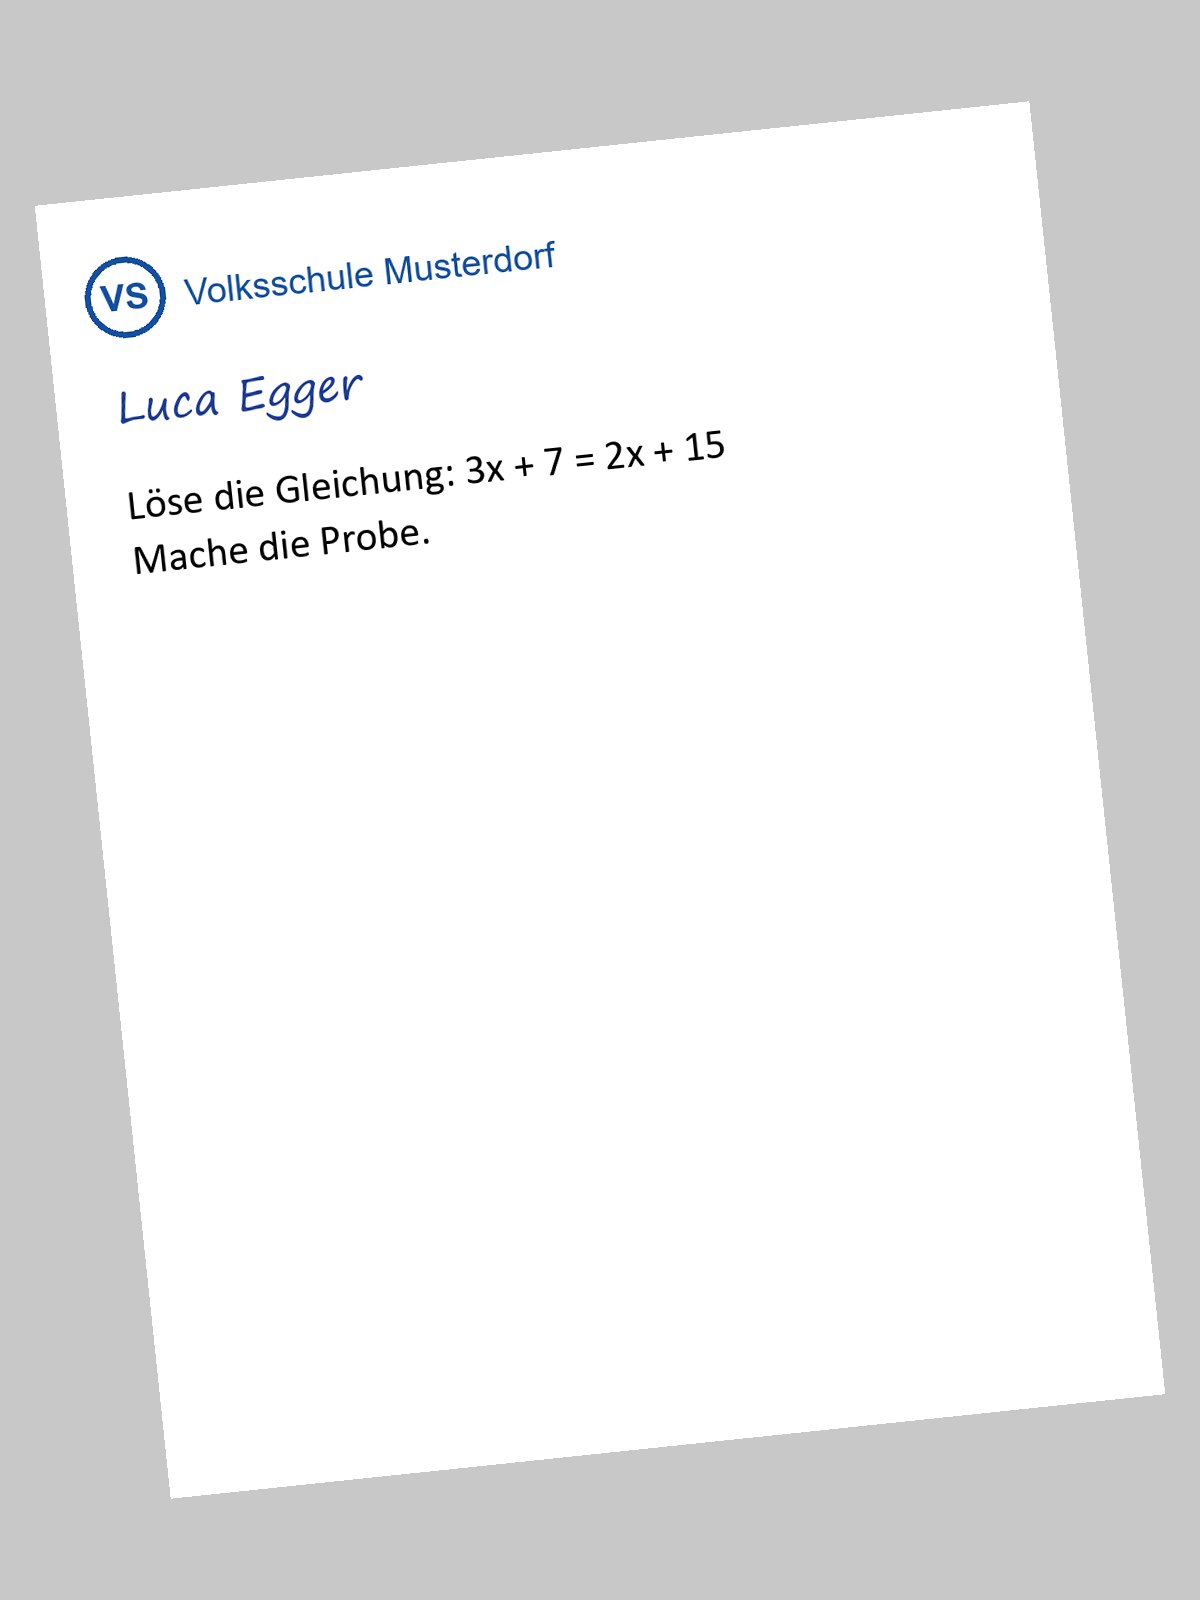 VS Volksschule Musterdorf
Luca Egger
Löse die Gleichung: 3x + 7 = 2x + 15
Mache die Probe.